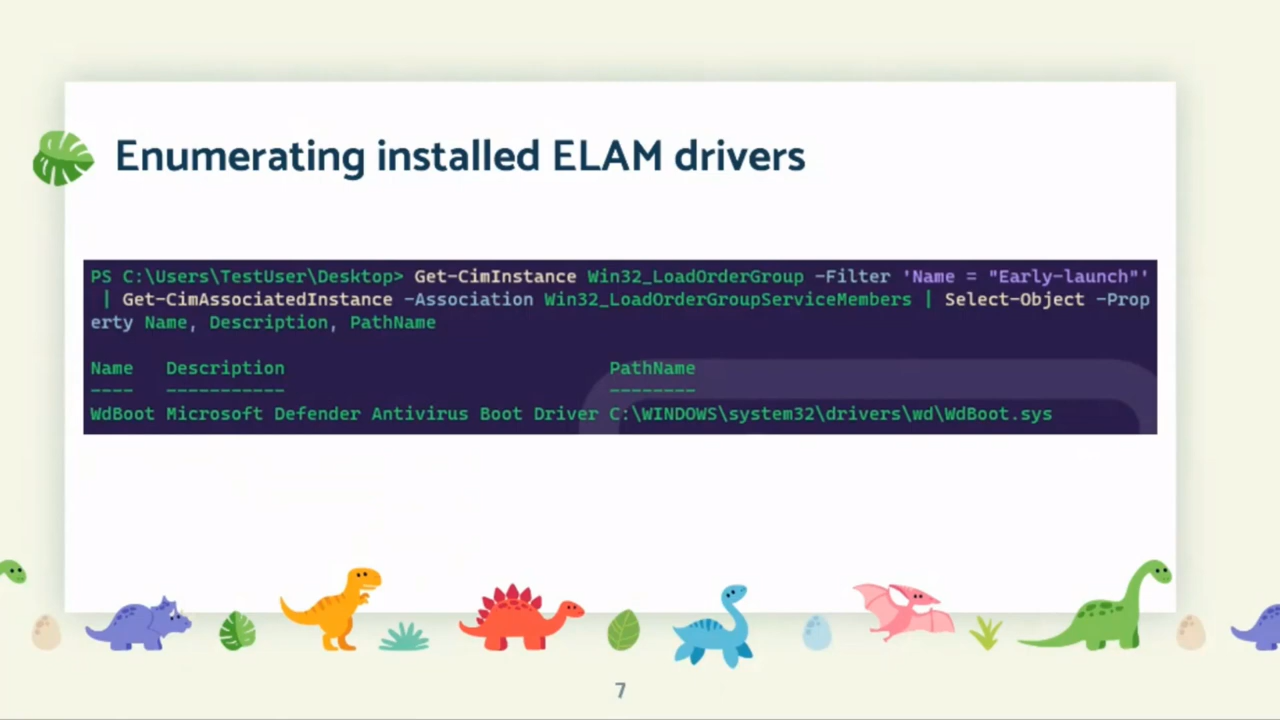 Enumerating installed ELAM drivers
PS C:\Users\TestUser\Desktop> Get-CimInstance Win32_LoadOrderGroup -Filter 'Name = "Early-launch"'
| Get-CimAssociatedInstance -Association Win32_LoadOrderGroupServiceMembers | Select-Object -Prop
erty Name, Description, PathName
Name Description PathName
---- ----------- --------
WdBoot Microsoft Defender Antivirus Boot Driver C:\WINDOWS\system32\drivers\wd\WdBoot.sys
7